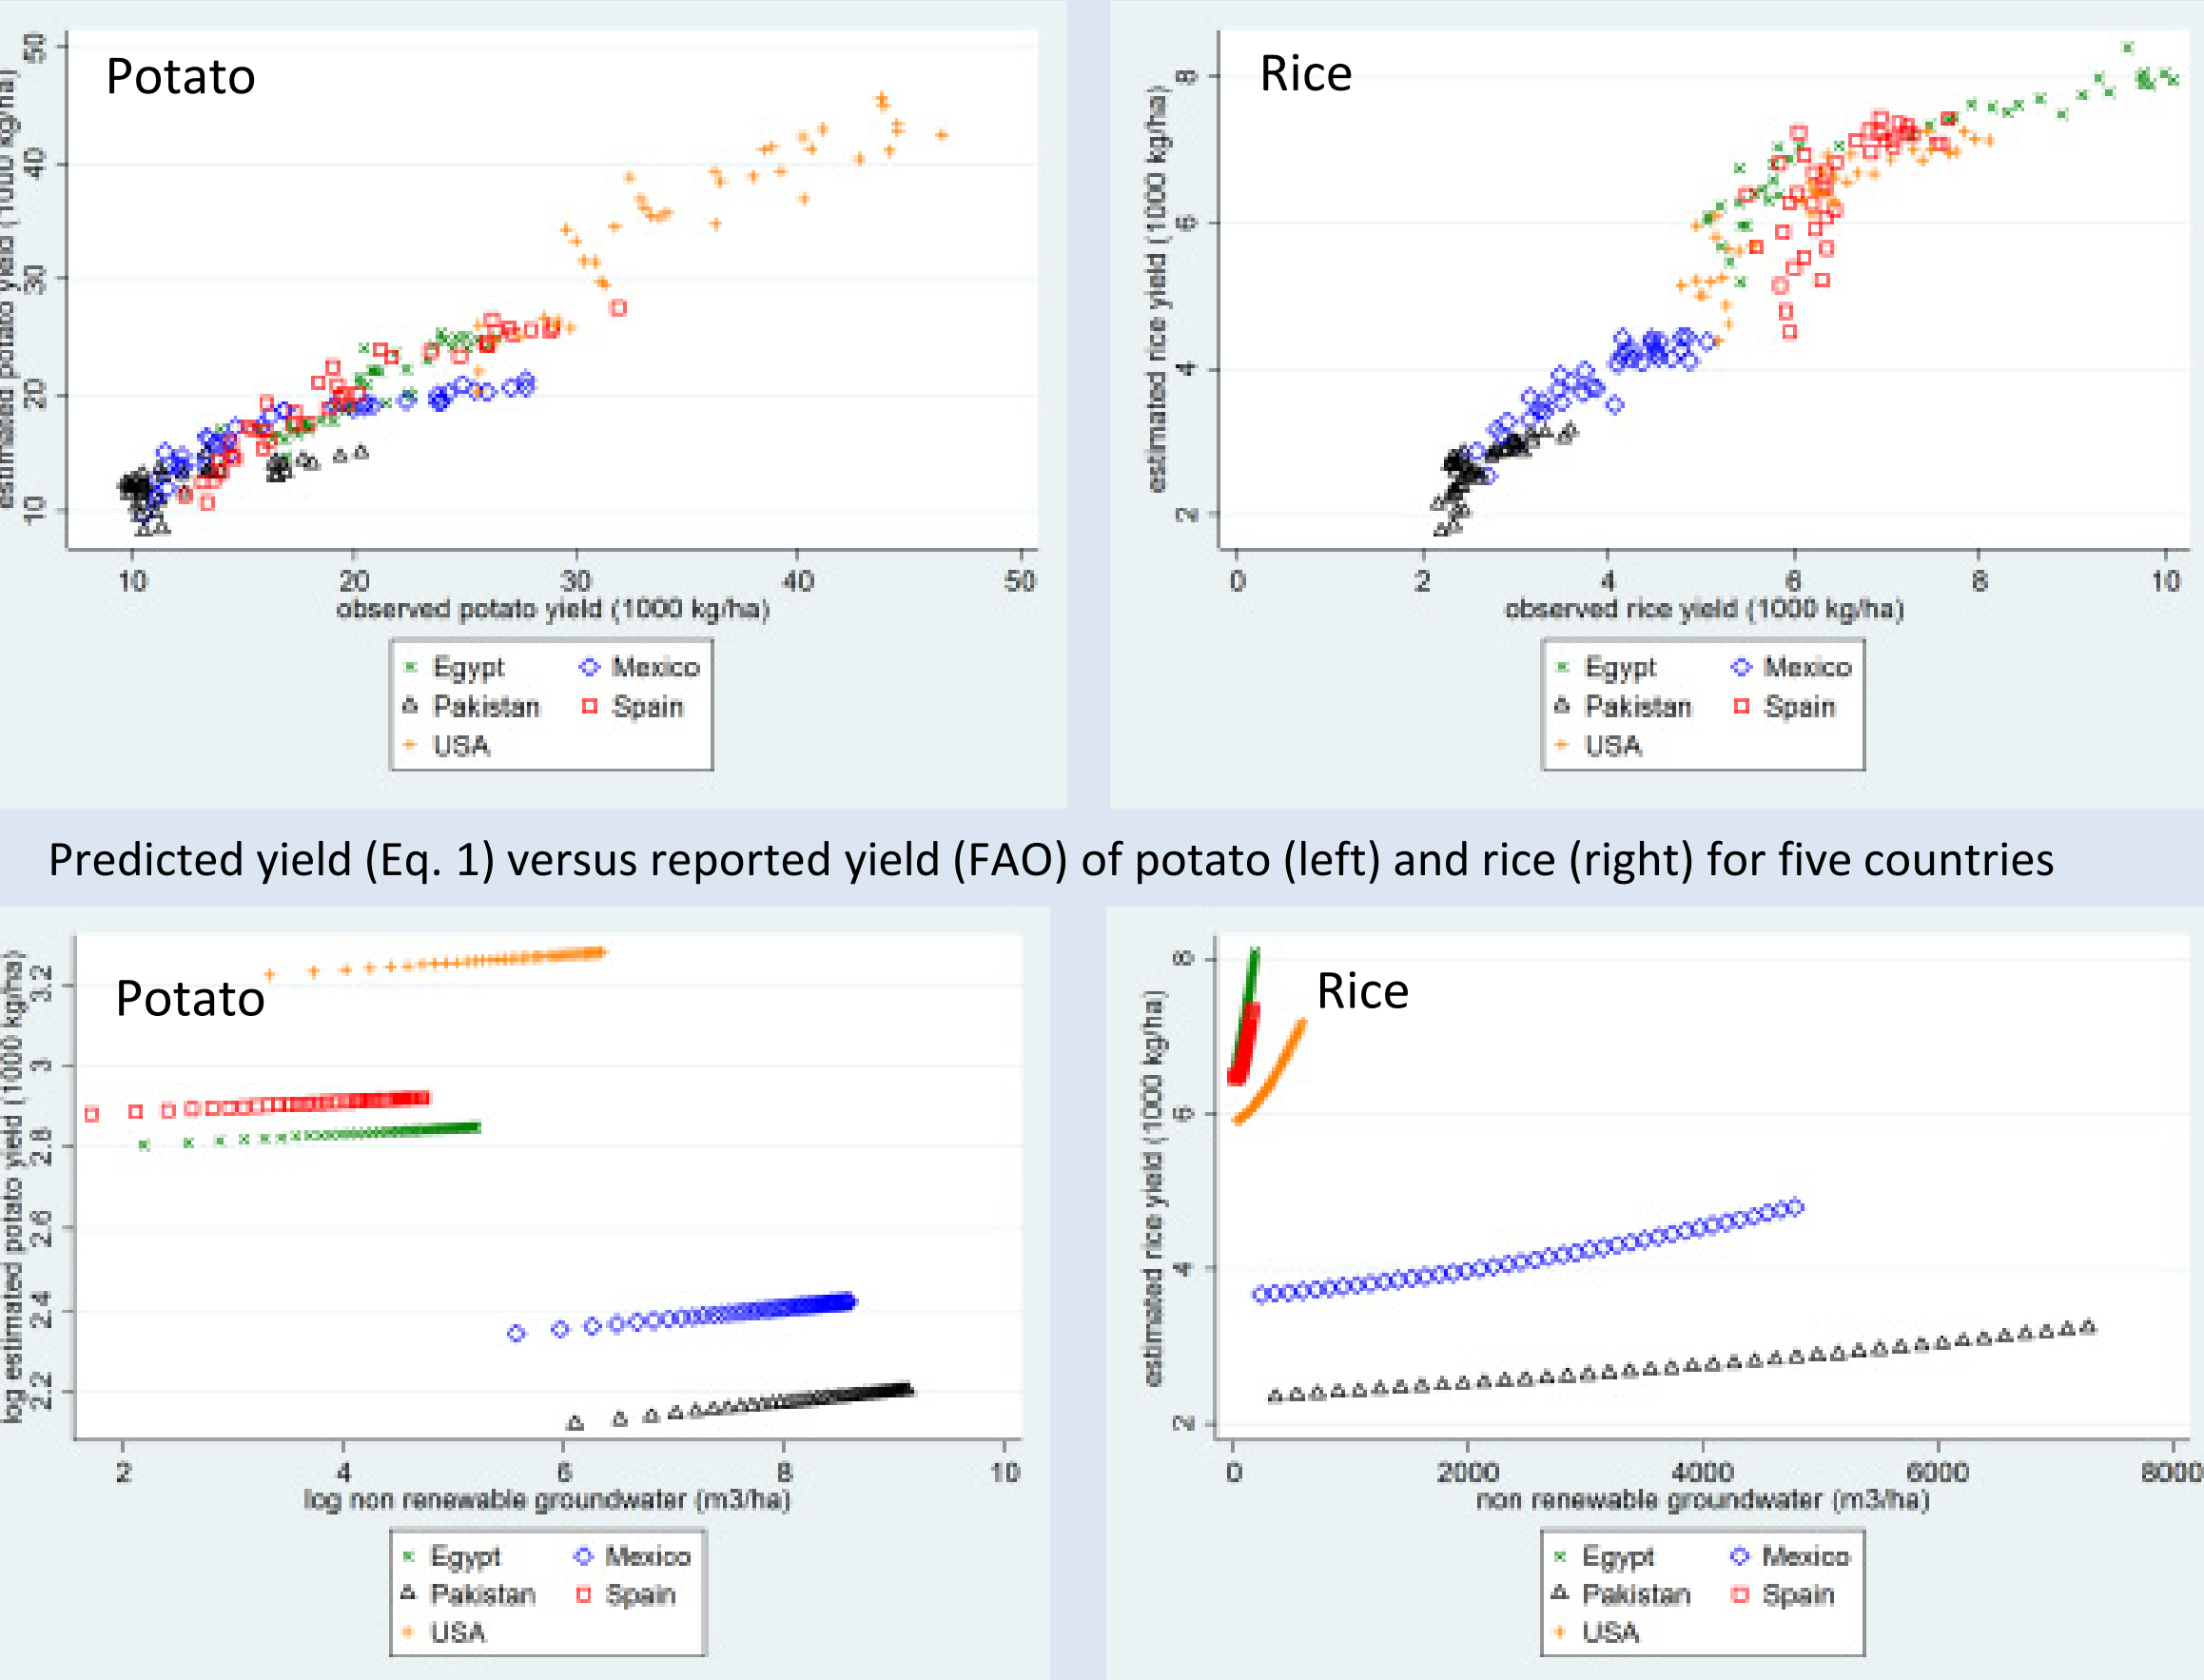 Potato
estimated potato yield (1000 kg/ha)
50
40
30
20
10
10 20 30 40 50
observed potato yield (1000 kg/ha)
Egypt Mexico
Pakistan Spain
USA
Rice
estimated rice yield (1000 kg/ha)
8
6
4
2
0 2 4 6 8 10
observed rice yield (1000 kg/ha)
Egypt Mexico
Pakistan Spain
USA
Predicted yield (Eq. 1) versus reported yield (FAO) of potato (left) and rice (right) for five countries
Potato
log estimated potato yield (1000 kg/ha)
3.2
3
2.8
2.6
2.4
2.2
2 4 6 8 10
log non renewable groundwater (m3/ha)
Egypt Mexico
Pakistan Spain
USA
Rice
estimated rice yield (1000 kg/ha)
8
6
4
2
0 2000 4000 6000 8000
non renewable groundwater (m3/ha)
Egypt Mexico
Pakistan Spain
USA